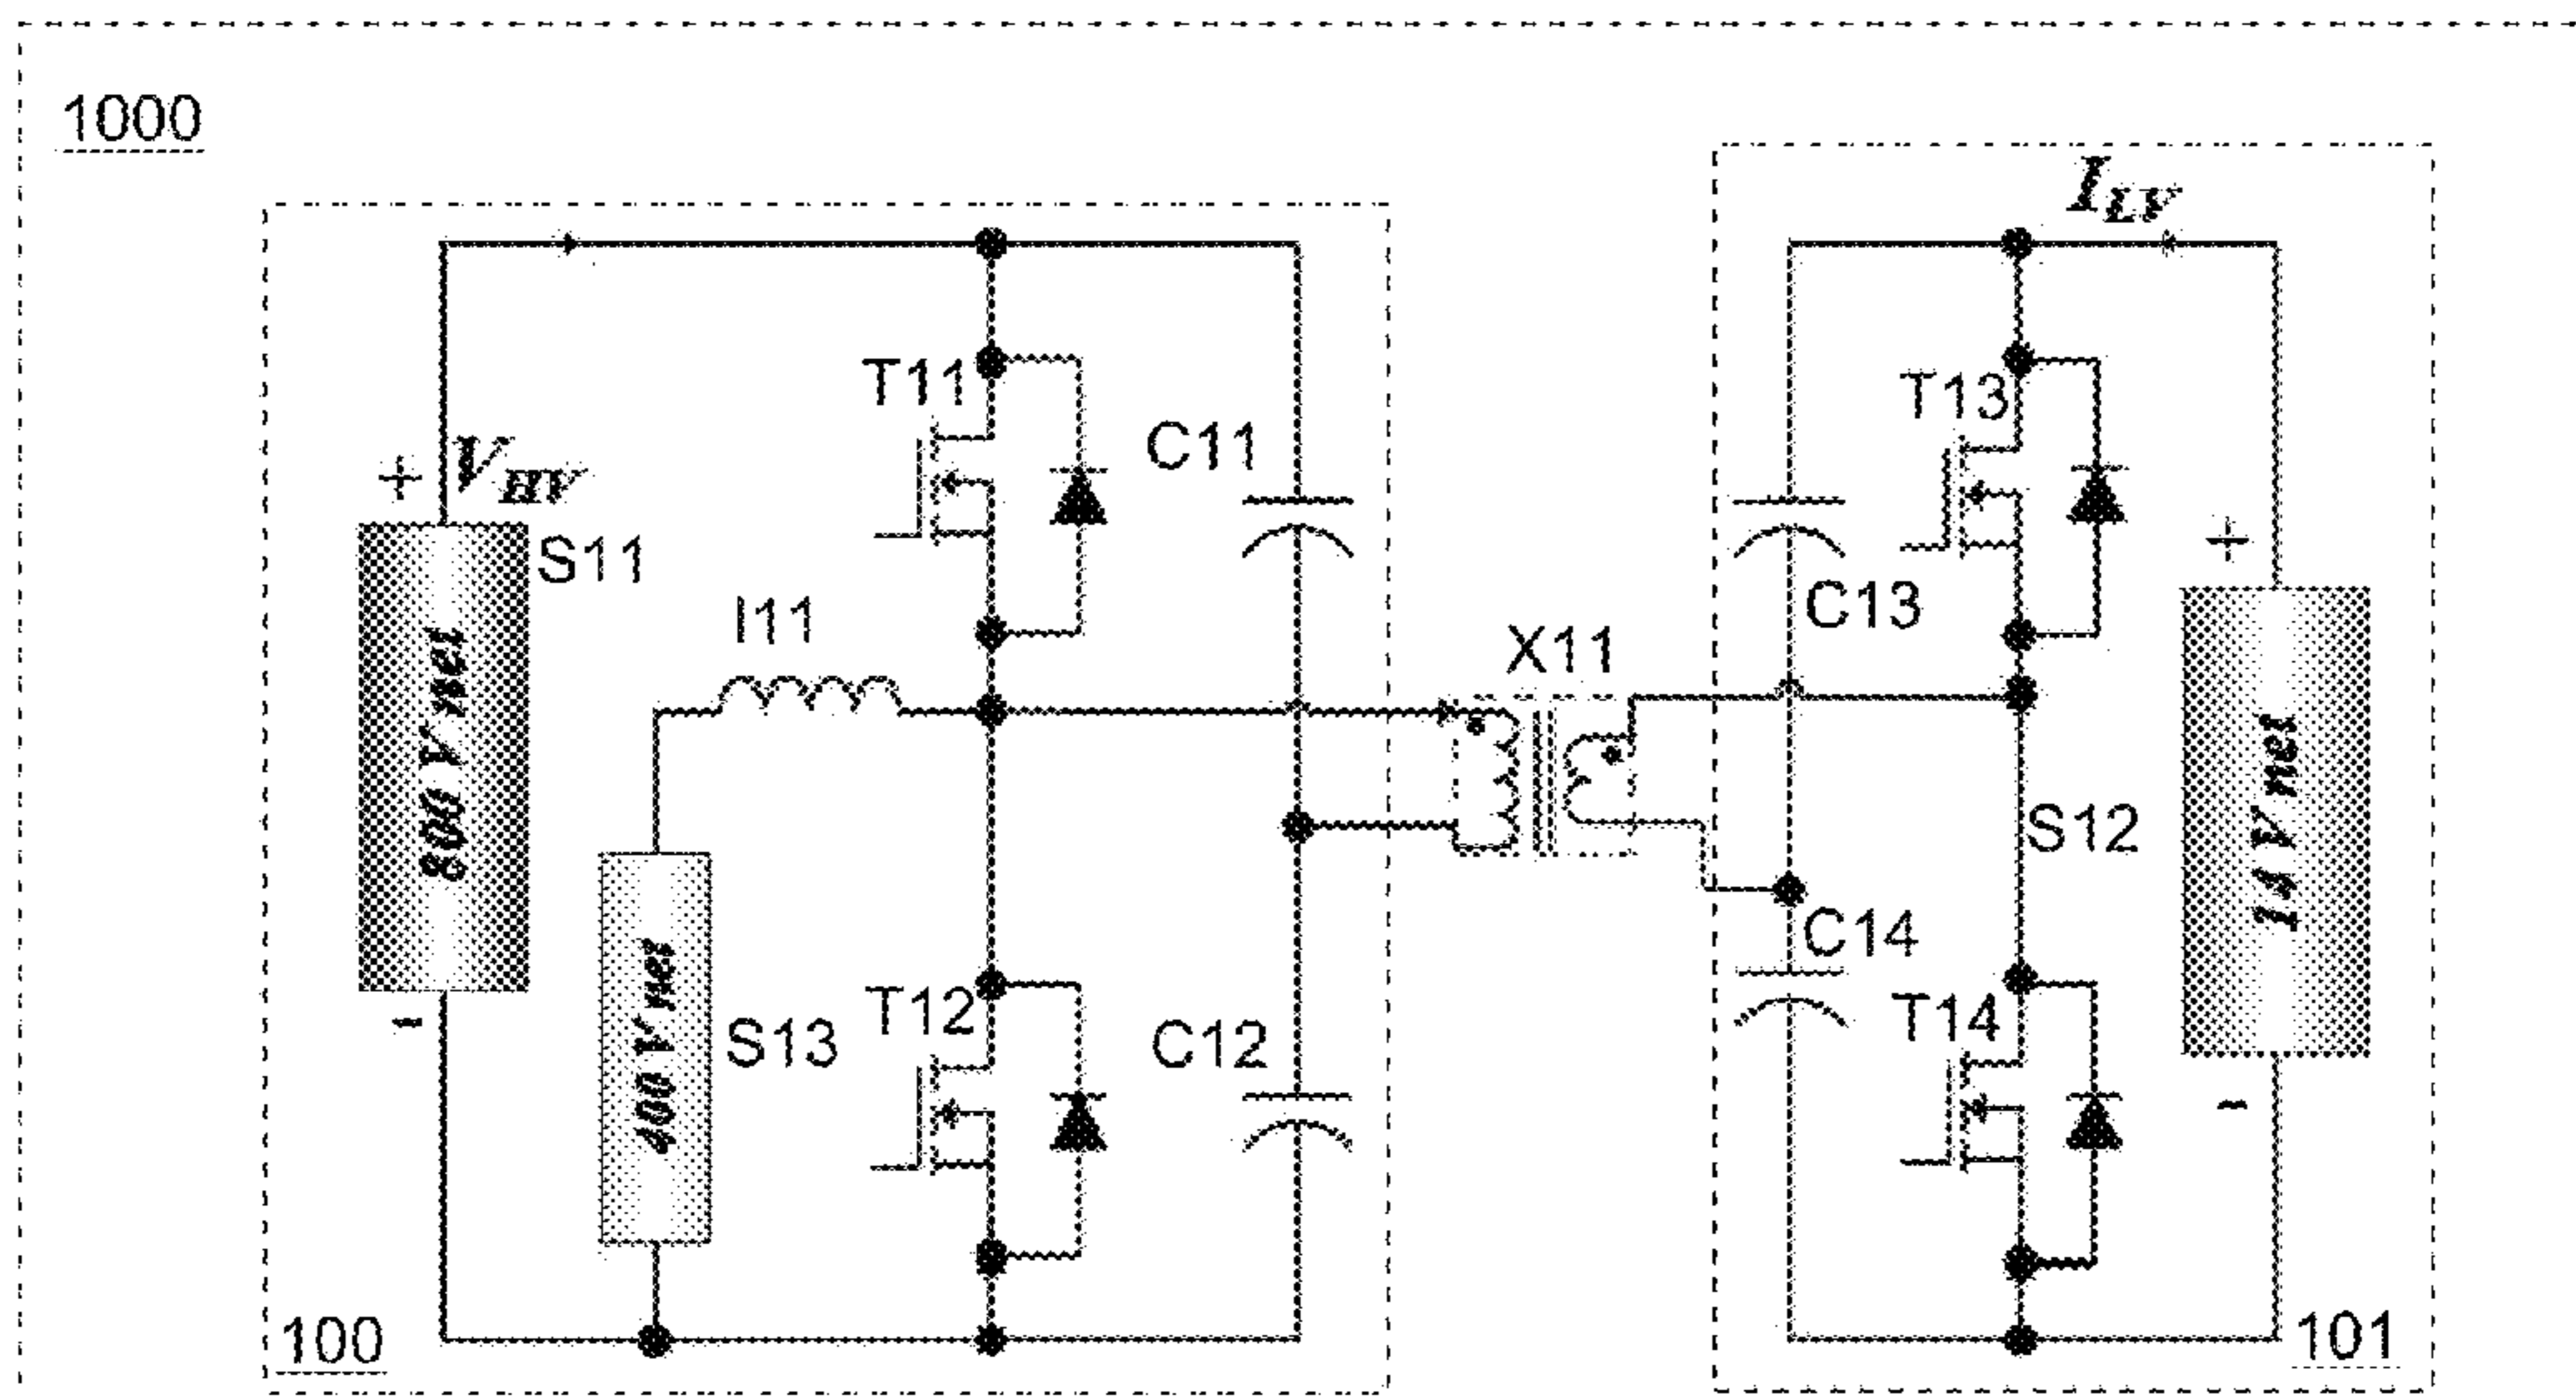 1000
I_LV
T11
T13
+ V_HV
C11
S11
+
I11
C13
X11
800 V net
14 V net
S12
C14
400 V net
S13
T12
C12
T14
-
-
100
101